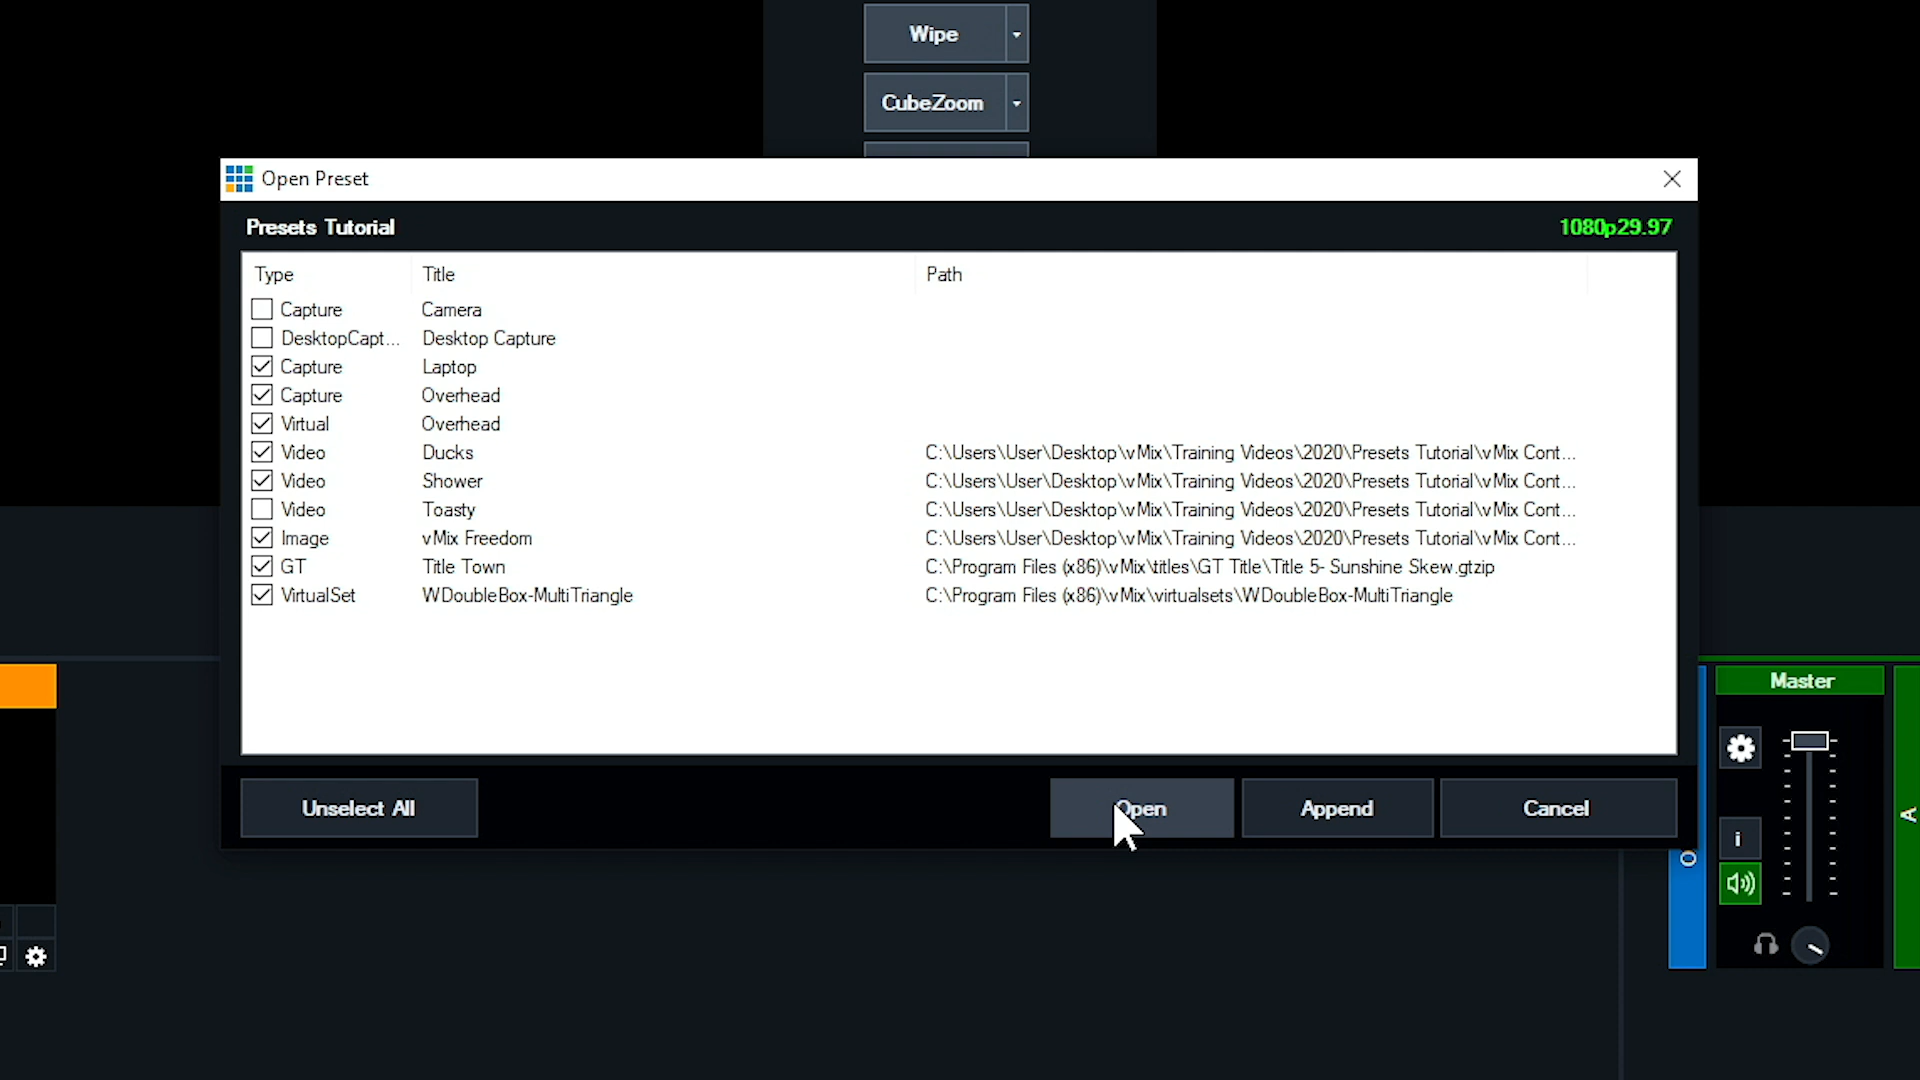 Wipe
CubeZoom
Open Preset
Presets Tutorial 1080p29.97
Type Title Path
Capture Camera
DesktopCapt... Desktop Capture
Capture Laptop
Capture Overhead
Virtual Overhead
Video Ducks C:\Users\User\Desktop\vMix\Training Videos\2020\Presets Tutorial\vMix Cont...
Video Shower C:\Users\User\Desktop\vMix\Training Videos\2020\Presets Tutorial\vMix Cont...
Video Toasty C:\Users\User\Desktop\vMix\Training Videos\2020\Presets Tutorial\vMix Cont...
Image vMix Freedom C:\Users\User\Desktop\vMix\Training Videos\2020\Presets Tutorial\vMix Cont...
GT Title Town C:\Program Files (x86)\vMix\titles\GT Title\Title 5- Sunshine Skew.gtzip
VirtualSet WDoubleBox-MultiTriangle C:\Program Files (x86)\vMix\virtualsets\WDoubleBox-MultiTriangle
Master
Unselect All Open Append Cancel
A
i
O